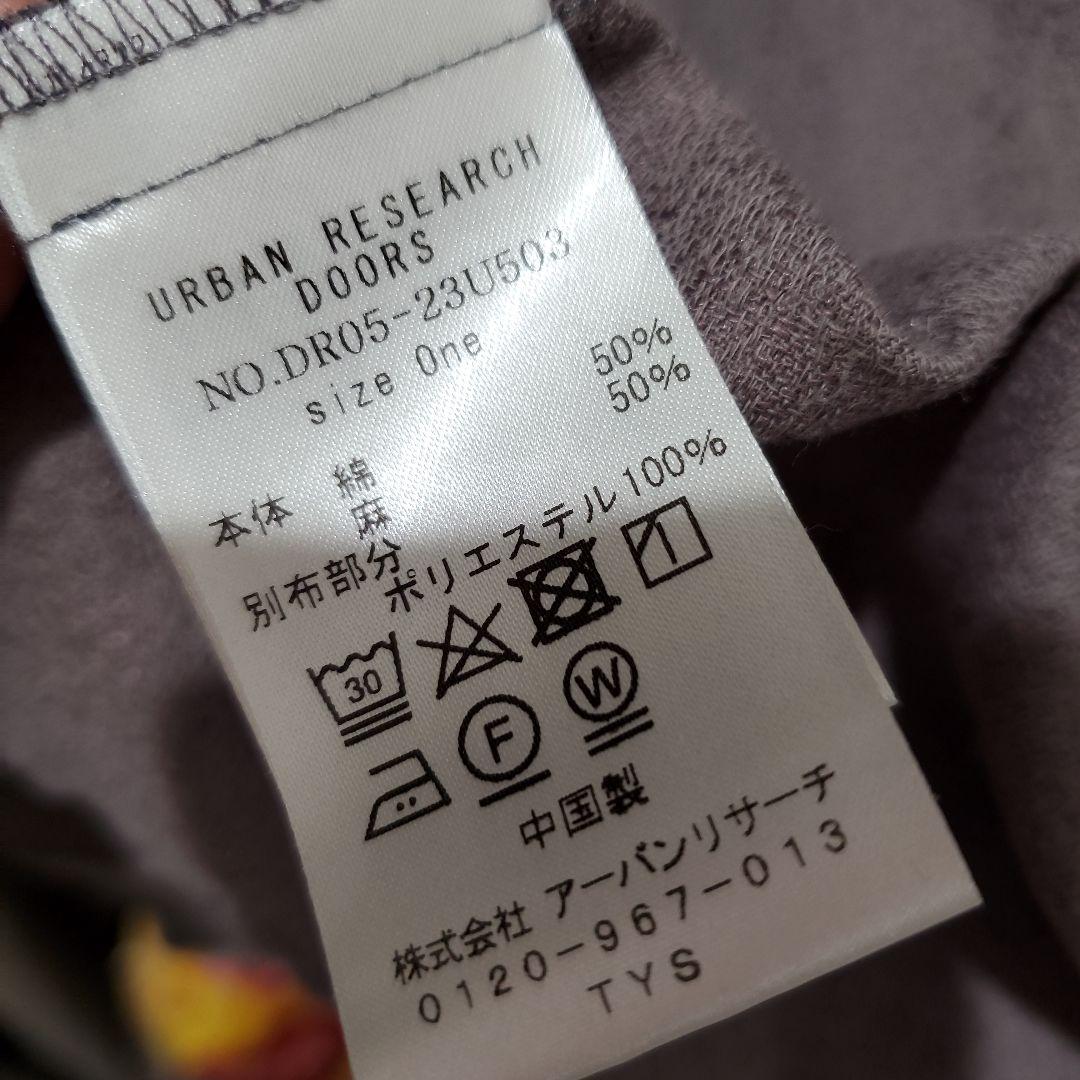 URBAN RESEARCH
DOORS
NO.DR05-23U503
size One
本体 綿 50%
麻 50%
別布部分
ポリエステル100%
30
F W
中国製
株式会社 アーバンリサーチ
0120-967-013
TYS